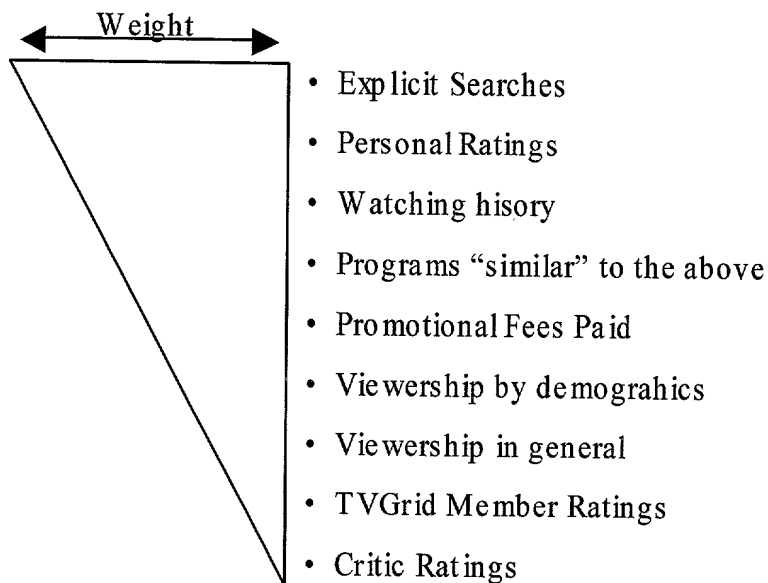 Weight
• Explicit Searches
• Personal Ratings
• Watching hisory
• Programs “similar” to the above
• Promotional Fees Paid
• Viewership by demograhics
• Viewership in general
• TVGrid Member Ratings
• Critic Ratings